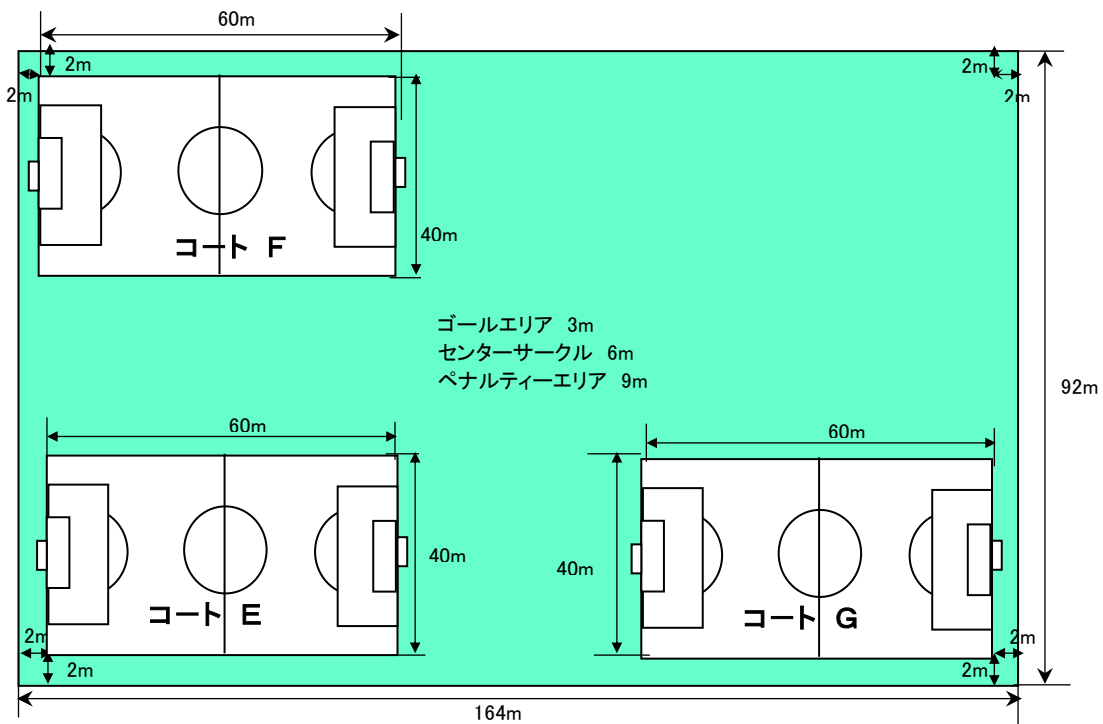 60m
2m
2m
2m
2m
40m
コート F
ゴールエリア 3m
センターサークル 6m
ペナルティーエリア 9m
92m
60m
60m
40m
40m
コート E
コート G
2m
2m
2m
2m
164m